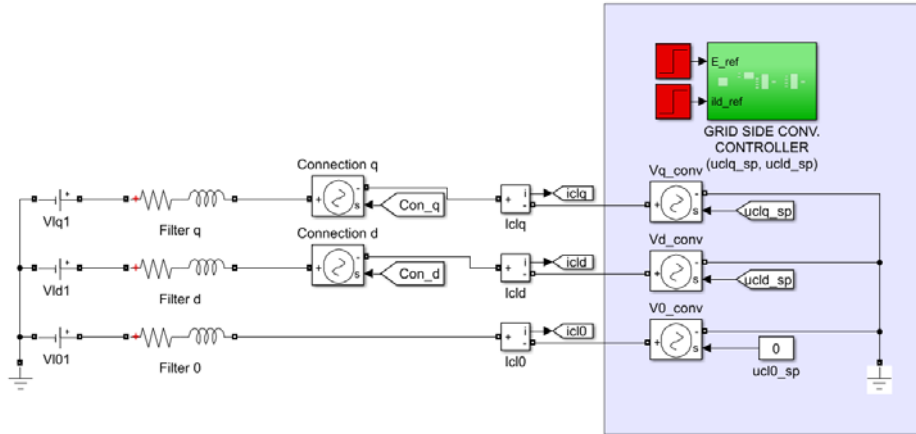 E_ref
ild_ref
GRID SIDE CONV.
CONTROLLER
(uclq_sp, ucld_sp)
Connection q
Con_q
iclq
Vq_conv
uclq_sp
Vlq1
Filter q
Iclq
Connection d
Con_d
icld
Vd_conv
ucld_sp
Vld1
Filter d
Icld
icl0
V0_conv
0
ucl0_sp
Vl01
Filter 0
Icl0
+
-
s
+
-
s
i
-
i
-
i
-
+
-
s
+
-
s
+
-
s
+
+
+
+
+
+